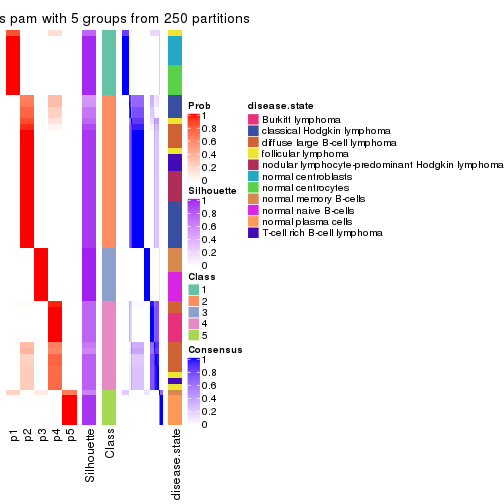 s pam with 5 groups from 250 partitions
Prob
1
0.8
0.6
0.4
0.2
0
Silhouette
1
0.8
0.6
0.4
0.2
0
Class
1
2
3
4
5
Consensus
1
0.8
0.6
0.4
0.2
0
disease.state
Burkitt lymphoma
classical Hodgkin lymphoma
diffuse large B-cell lymphoma
follicular lymphoma
nodular lymphocyte-predominant Hodgkin lymphoma
normal centroblasts
normal centrocytes
normal memory B-cells
normal naive B-cells
normal plasma cells
T-cell rich B-cell lymphoma
p1
p2
p3
p4
p5
Silhouette
Class
disease.state